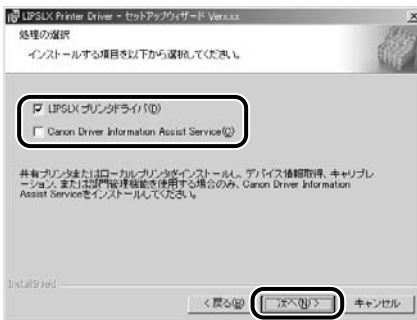 LIPSLX Printer Driver - セットアップウィザード Ver.x.xx
処理の選択
インストールする項目を以下から選択してください。
LIPSLX プリンタドライバ(D)
Canon Driver Information Assist Service(C)
共有プリンタまたはローカルプリンタをインストールし、デバイス情報取得、キャリブレ
ーション、または部門管理機能を使用する場合のみ、Canon Driver Information
Assist Serviceをインストールしてください。
InstallShield
< 戻る(B)
次へ(N) >
キャンセル